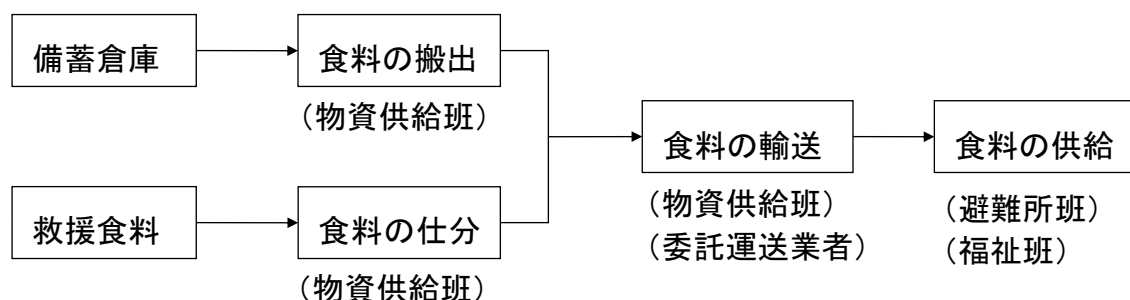 備蓄倉庫
食料の搬出
（物資供給班）
救援食料
食料の仕分
（物資供給班）
食料の輸送
（物資供給班）
（委託運送業者）
食料の供給
（避難所班）
（福祉班）